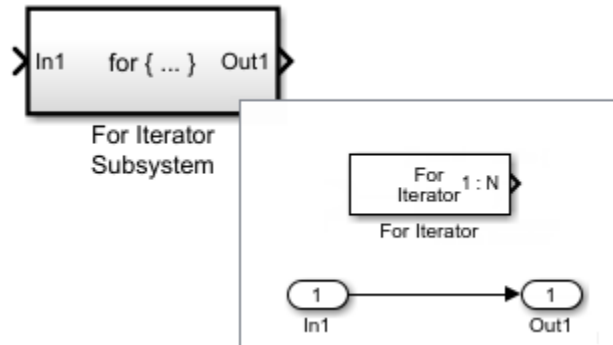 In1 for { ... } Out1
For Iterator
Subsystem
For
Iterator 1 : N
For Iterator
1 1
In1 Out1